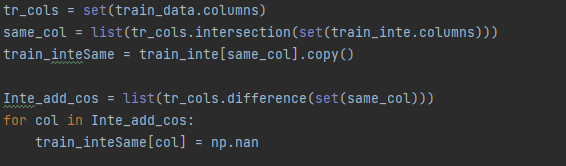 tr_cols = set(train_data.columns)
same_col = list(tr_cols.intersection(set(train_inte.columns)))
train_inteSame = train_inte[same_col].copy()
Inte_add_cos = list(tr_cols.difference(set(same_col)))
for col in Inte_add_cos:
train_inteSame[col] = np.nan